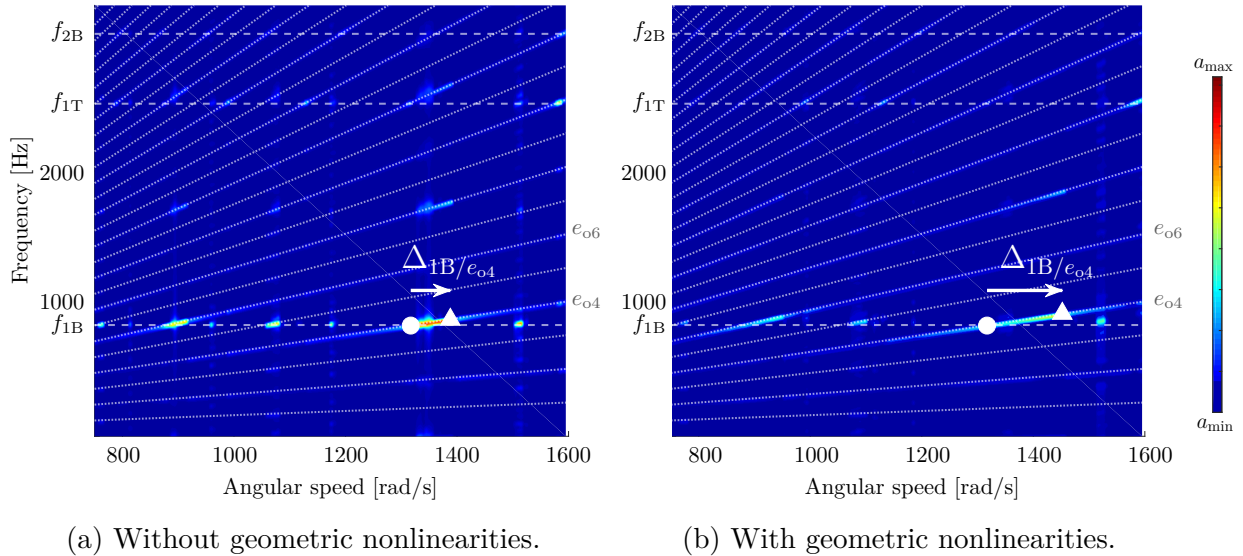 f2B
f1T
2000
1000
f1B
Frequency [Hz]
eo6
eo4
Δ1B/eo4
800 1000 1200 1400 1600
Angular speed [rad/s]
(a) Without geometric nonlinearities.
f2B
f1T
2000
1000
f1B
eo6
eo4
Δ1B/eo4
800 1000 1200 1400 1600
Angular speed [rad/s]
(b) With geometric nonlinearities.
amax
amin